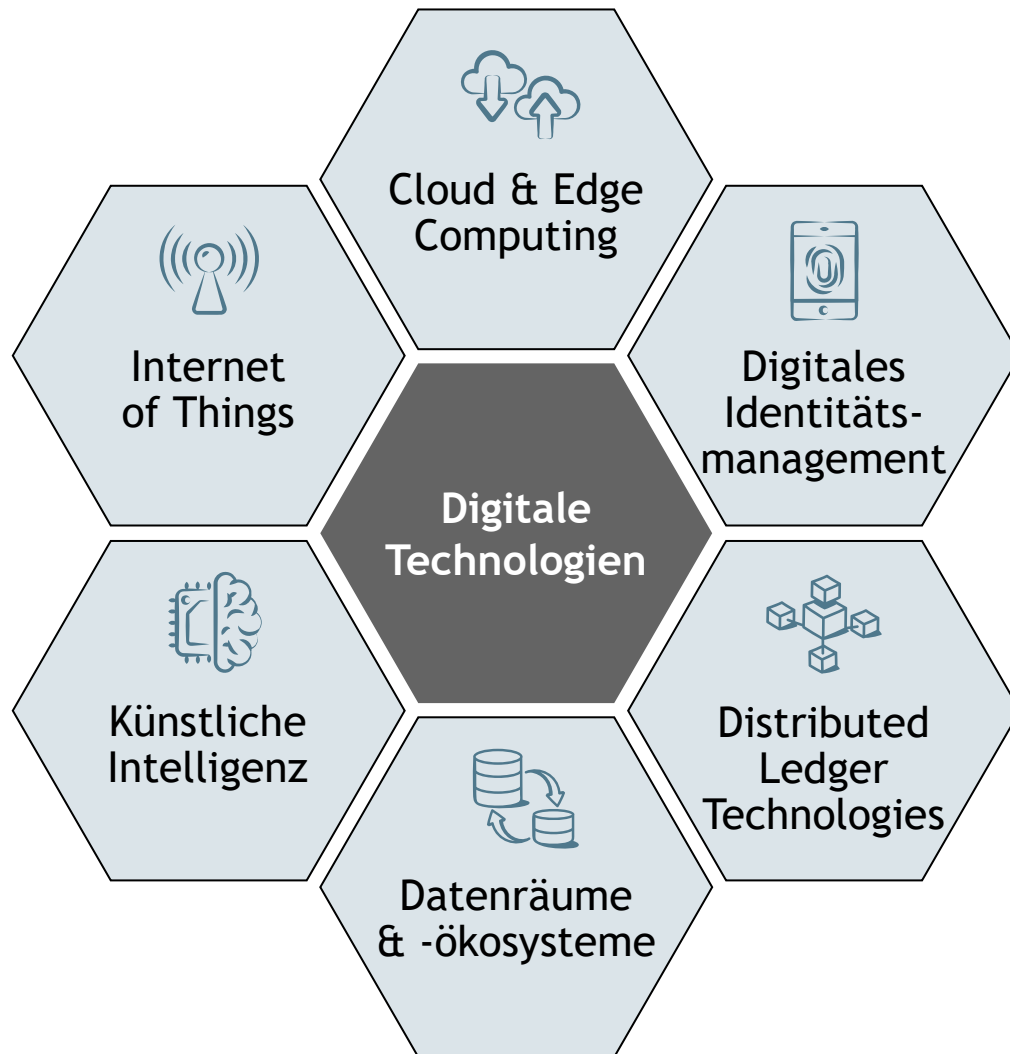 Cloud & Edge
Computing
Internet
of Things
Digitales
Identitäts-
management
Digitale
Technologien
Künstliche
Intelligenz
Distributed
Ledger
Technologies
Datenräume
& -ökosysteme